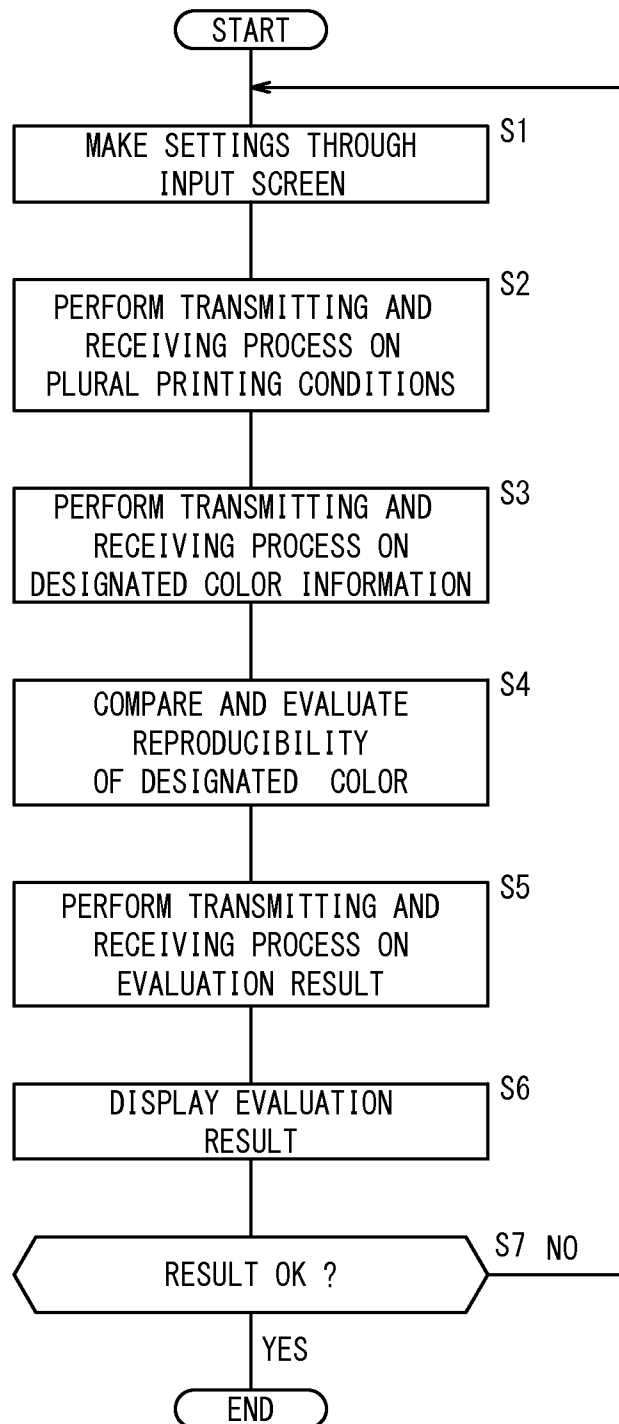 START
S1
MAKE SETTINGS THROUGH
INPUT SCREEN
S2
PERFORM TRANSMITTING AND
RECEIVING PROCESS ON
PLURAL PRINTING CONDITIONS
S3
PERFORM TRANSMITTING AND
RECEIVING PROCESS ON
DESIGNATED COLOR INFORMATION
S4
COMPARE AND EVALUATE
REPRODUCIBILITY
OF DESIGNATED COLOR
S5
PERFORM TRANSMITTING AND
RECEIVING PROCESS ON
EVALUATION RESULT
S6
DISPLAY EVALUATION
RESULT
S7 NO
RESULT OK ?
YES
END